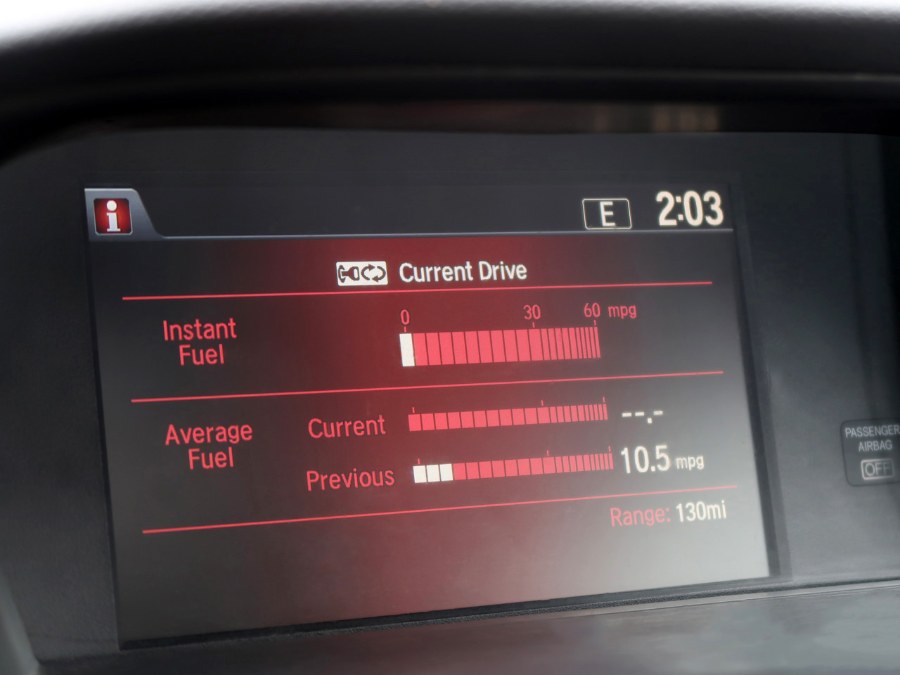 i
E 2:03
Current Drive
0 30 60 mpg
Instant
Fuel
Average
Fuel
Current --.-
Previous 10.5 mpg
Range: 130mi
PASSENGER
AIRBAG
OFF